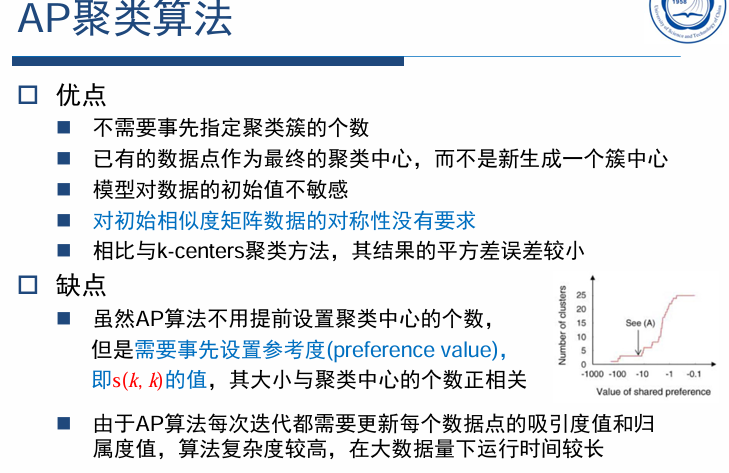 AP聚类算法
1958
University of Science and Technology of China
优点
不需要事先指定聚类簇的个数
已有的数据点作为最终的聚类中心，而不是新生成一个簇中心
模型对数据的初始值不敏感
对初始相似度矩阵数据的对称性没有要求
相比与k-centers聚类方法，其结果的平方差误差较小
缺点
虽然AP算法不用提前设置聚类中心的个数，
但是需要事先设置参考度(preference value)，
即s(k, k)的值，其大小与聚类中心的个数正相关
由于AP算法每次迭代都需要更新每个数据点的吸引度值和归
属度值，算法复杂度较高，在大数据量下运行时间较长
Number of clusters
25
20
15
10
5
0
See (A)
-1000 -100 -10 -1 -0.1
Value of shared preference